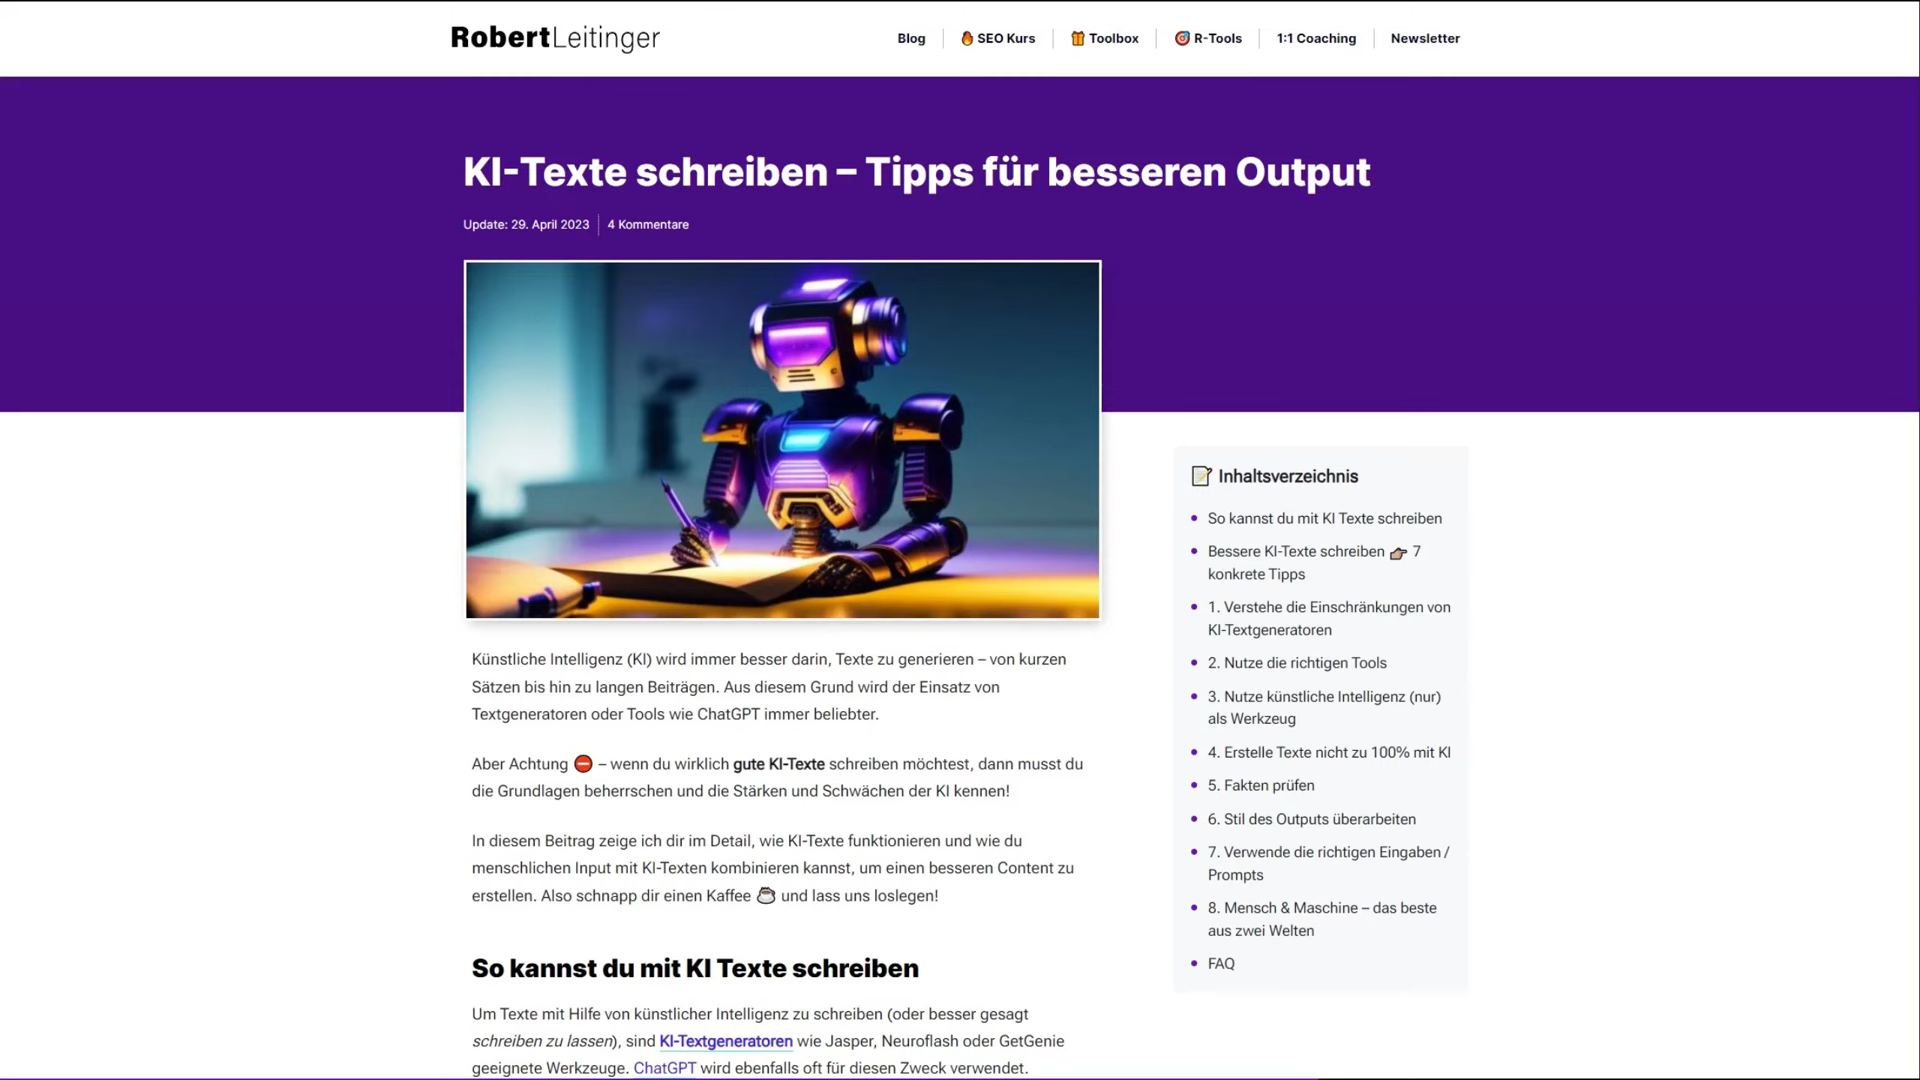 RobertLeitinger
Blog
🔥 SEO Kurs
🎁 Toolbox
🎯 R-Tools
1:1 Coaching
Newsletter
KI-Texte schreiben – Tipps für besseren Output
Update: 29. April 2023
4 Kommentare
Künstliche Intelligenz (KI) wird immer besser darin, Texte zu generieren – von kurzen
Sätzen bis hin zu langen Beiträgen. Aus diesem Grund wird der Einsatz von
Textgeneratoren oder Tools wie ChatGPT immer beliebter.
Aber Achtung ⛔ – wenn du wirklich gute KI-Texte schreiben möchtest, dann musst du
die Grundlagen beherrschen und die Stärken und Schwächen der KI kennen!
In diesem Beitrag zeige ich dir im Detail, wie KI-Texte funktionieren und wie du
menschlichen Input mit KI-Texten kombinieren kannst, um einen besseren Content zu
erstellen. Also schnapp dir einen Kaffee ☕ und lass uns loslegen!
So kannst du mit KI Texte schreiben
Um Texte mit Hilfe von künstlicher Intelligenz zu schreiben (oder besser gesagt
schreiben zu lassen), sind KI-Textgeneratoren wie Jasper, Neuroflash oder GetGenie
geeignete Werkzeuge. ChatGPT wird ebenfalls oft für diesen Zweck verwendet.
📝 Inhaltsverzeichnis
So kannst du mit KI Texte schreiben
Bessere KI-Texte schreiben 👉 7
konkrete Tipps
1. Verstehe die Einschränkungen von
KI-Textgeneratoren
2. Nutze die richtigen Tools
3. Nutze künstliche Intelligenz (nur)
als Werkzeug
4. Erstelle Texte nicht zu 100% mit KI
5. Fakten prüfen
6. Stil des Outputs überarbeiten
7. Verwende die richtigen Eingaben /
Prompts
8. Mensch & Maschine – das beste
aus zwei Welten
FAQ